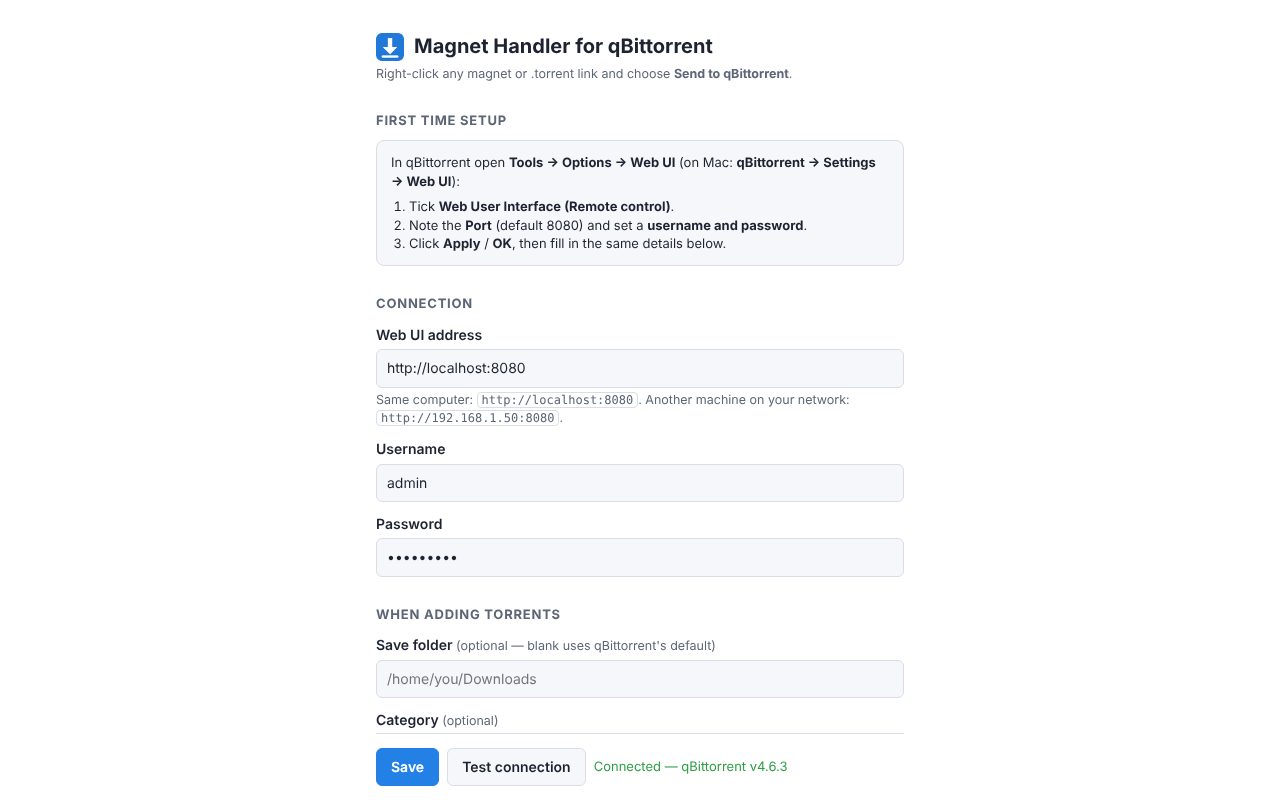 Magnet Handler for qBittorrent
Right-click any magnet or .torrent link and choose Send to qBittorrent.
FIRST TIME SETUP
In qBittorrent open Tools → Options → Web UI (on Mac: qBittorrent → Settings
→ Web UI):
1. Tick Web User Interface (Remote control).
2. Note the Port (default 8080) and set a username and password.
3. Click Apply / OK, then fill in the same details below.
CONNECTION
Web UI address
http://localhost:8080
Same computer: http://localhost:8080. Another machine on your network:
http://192.168.1.50:8080.
Username
admin
Password
•••••••••
WHEN ADDING TORRENTS
Save folder (optional — blank uses qBittorrent's default)
/home/you/Downloads
Category (optional)
Save Test connection Connected — qBittorrent v4.6.3